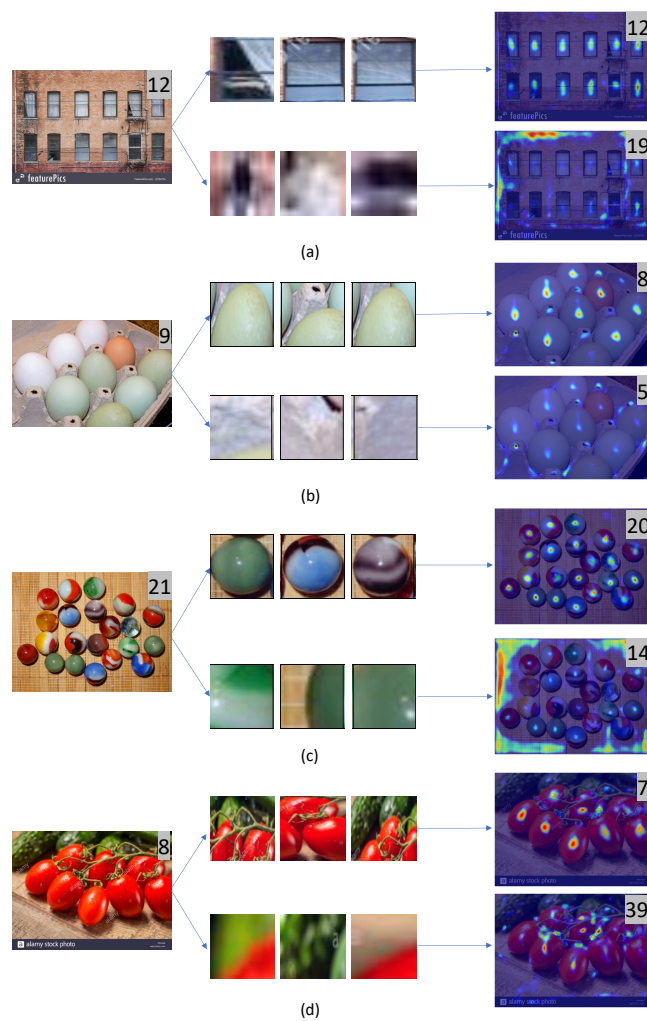 12
12
featurePics
featurePics
19
featurePics
(a)
8
9
5
(b)
20
21
14
(c)
7
8
a alamy stock photo
a alamy stock photo
39
a alamy stock photo
(d)